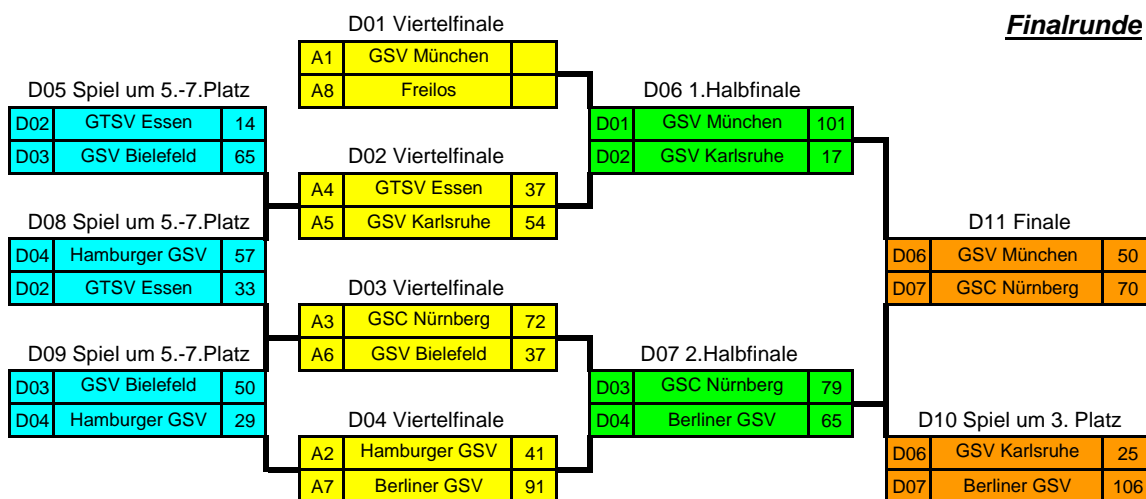 Finalrunde
D01 Viertelfinale
A1 GSV München
A8 Freilos
D05 Spiel um 5.-7.Platz
D02 GTSV Essen 14
D03 GSV Bielefeld 65
D06 1.Halbfinale
D01 GSV München 101
D02 GSV Karlsruhe 17
D02 Viertelfinale
A4 GTSV Essen 37
A5 GSV Karlsruhe 54
D08 Spiel um 5.-7.Platz
D04 Hamburger GSV 57
D02 GTSV Essen 33
D11 Finale
D06 GSV München 50
D07 GSC Nürnberg 70
D03 Viertelfinale
A3 GSC Nürnberg 72
A6 GSV Bielefeld 37
D09 Spiel um 5.-7.Platz
D03 GSV Bielefeld 50
D04 Hamburger GSV 29
D07 2.Halbfinale
D03 GSC Nürnberg 79
D04 Berliner GSV 65
D04 Viertelfinale
A2 Hamburger GSV 41
A7 Berliner GSV 91
D10 Spiel um 3. Platz
D06 GSV Karlsruhe 25
D07 Berliner GSV 106